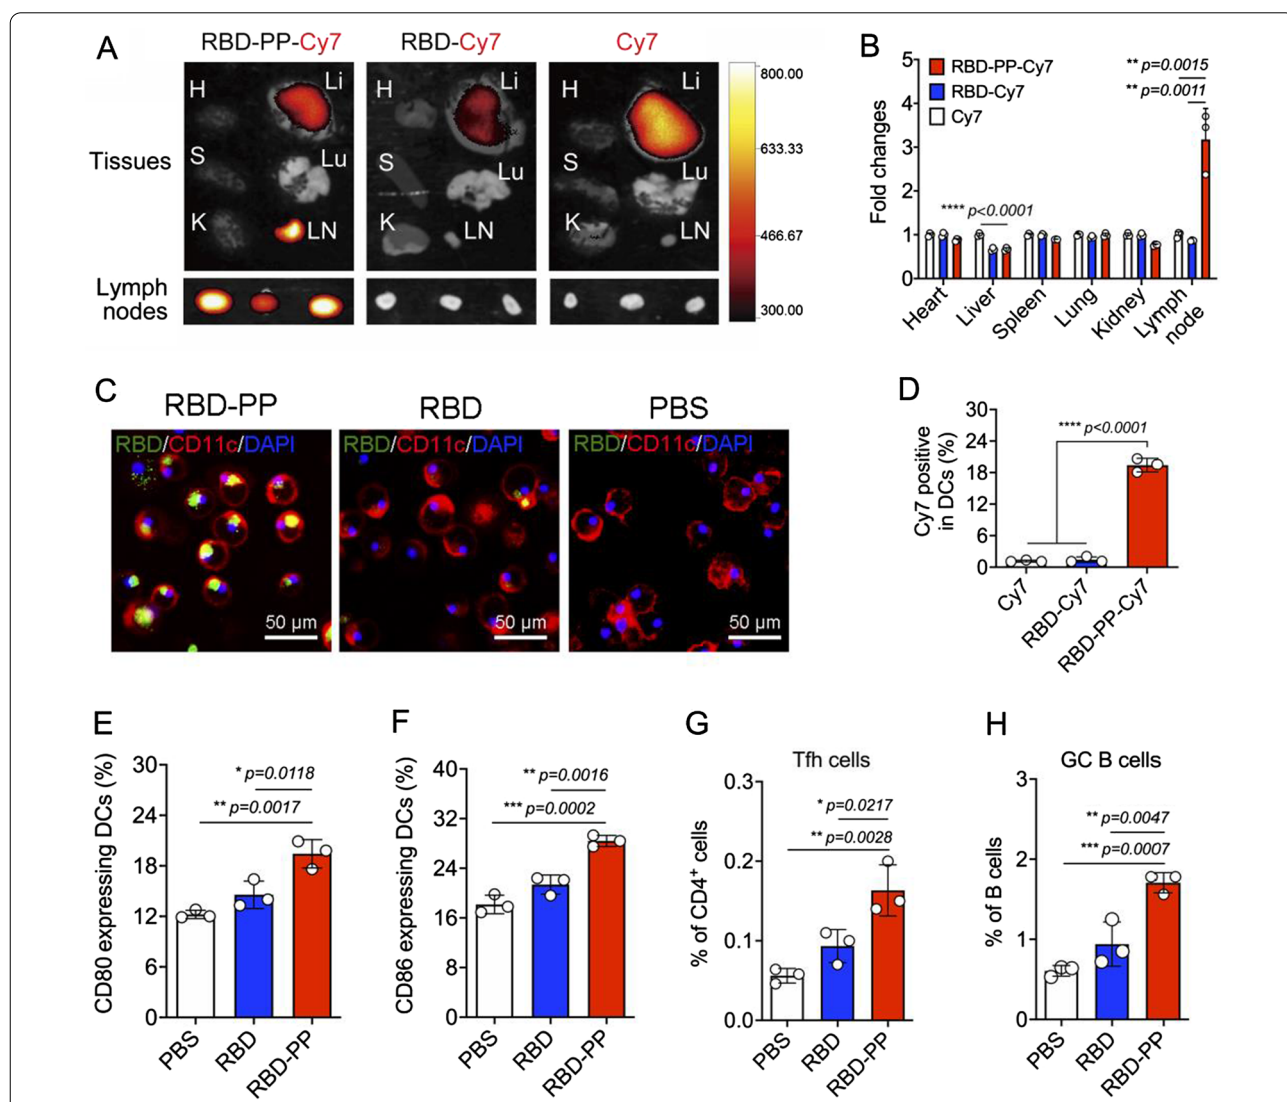 A
RBD-PP-Cy7
RBD-Cy7
Cy7
H
Li
H
Li
H
Li
800.00
Tissues
S
Lu
S
Lu
S
Lu
633.33
K
LN
K
LN
K
LN
466.67
Lymph
nodes
300.00
B
RBD-PP-Cy7
RBD-Cy7
Cy7
** p=0.0015
** p=0.0011
**** p<0.0001
Fold changes
5
4
3
2
1
0
Heart
Liver
Spleen
Lung
Kidney
Lymph
node
C
RBD-PP
RBD
PBS
RBD/CD11c/DAPI
RBD/CD11c/DAPI
RBD/CD11c/DAPI
50 μm
50 μm
50 μm
D
Cy7 positive
in DCs (%)
30
24
18
12
6
0
**** p<0.0001
Cy7
RBD-Cy7
RBD-PP-Cy7
E
CD80 expressing DCs (%)
30
24
18
12
6
0
* p=0.0118
** p=0.0017
PBS
RBD
RBD-PP
F
CD86 expressing DCs (%)
40
32
24
16
8
0
** p=0.0016
*** p=0.0002
PBS
RBD
RBD-PP
G
Tfh cells
% of CD4+ cells
0.3
0.2
0.1
0.0
* p=0.0217
** p=0.0028
PBS
RBD
RBD-PP
H
GC B cells
% of B cells
3
2
1
0
** p=0.0047
*** p=0.0007
PBS
RBD
RBD-PP